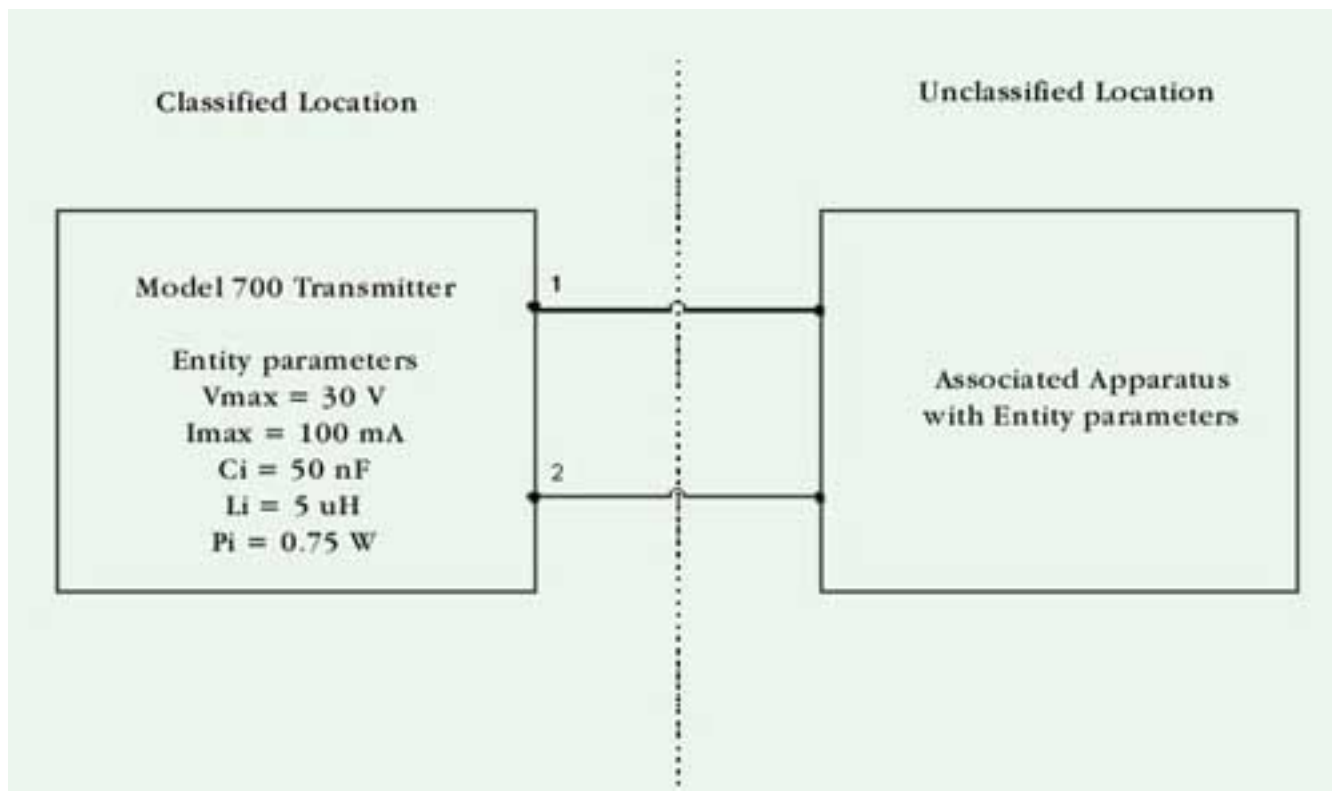 Classified Location
Unclassified Location
Model 700 Transmitter
Entity parameters
Vmax = 30 V
Imax = 100 mA
Ci = 50 nF
Li = 5 uH
Pi = 0.75 W
1
2
Associated Apparatus
with Entity parameters